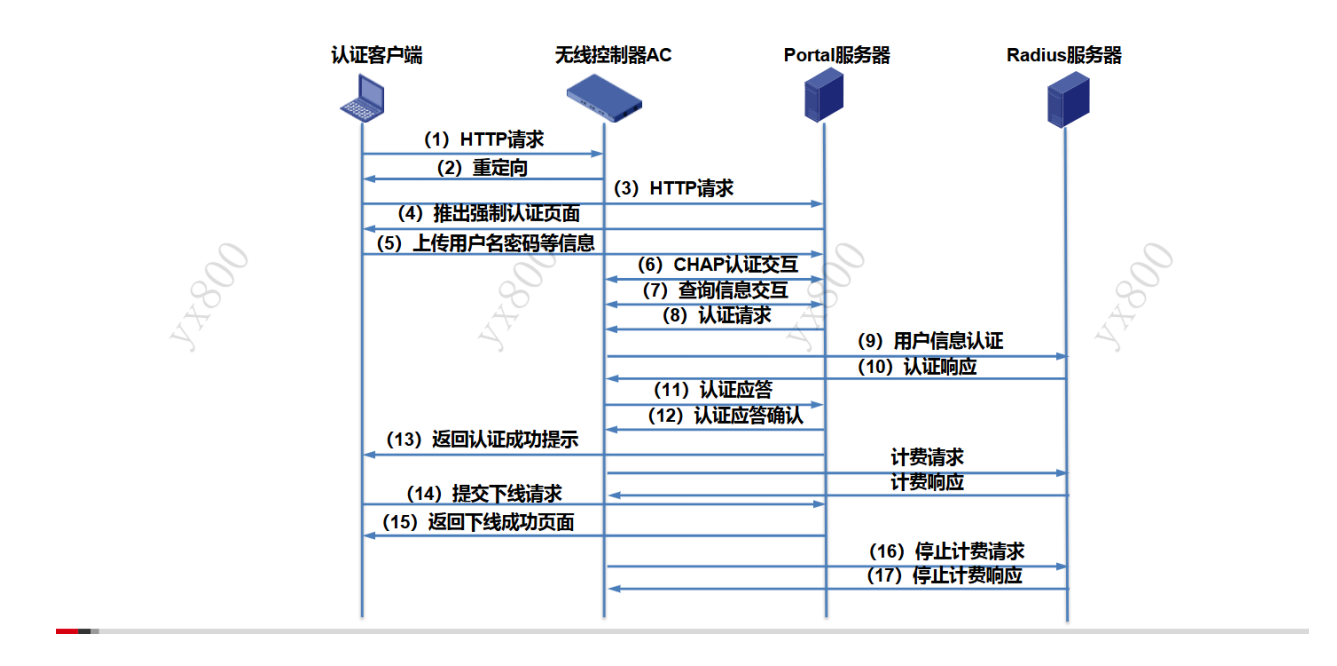 认证客户端
无线控制器AC
Portal服务器
Radius服务器
（1）HTTP请求
（2）重定向
（3）HTTP请求
（4）推出强制认证页面
（5）上传用户名密码等信息
（6）CHAP认证交互
（7）查询信息交互
（8）认证请求
（9）用户信息认证
（10）认证响应
（11）认证应答
（12）认证应答确认
（13）返回认证成功提示
计费请求
计费响应
（14）提交下线请求
（15）返回下线成功页面
（16）停止计费请求
（17）停止计费响应
yx800
yx800
yx800
yx800